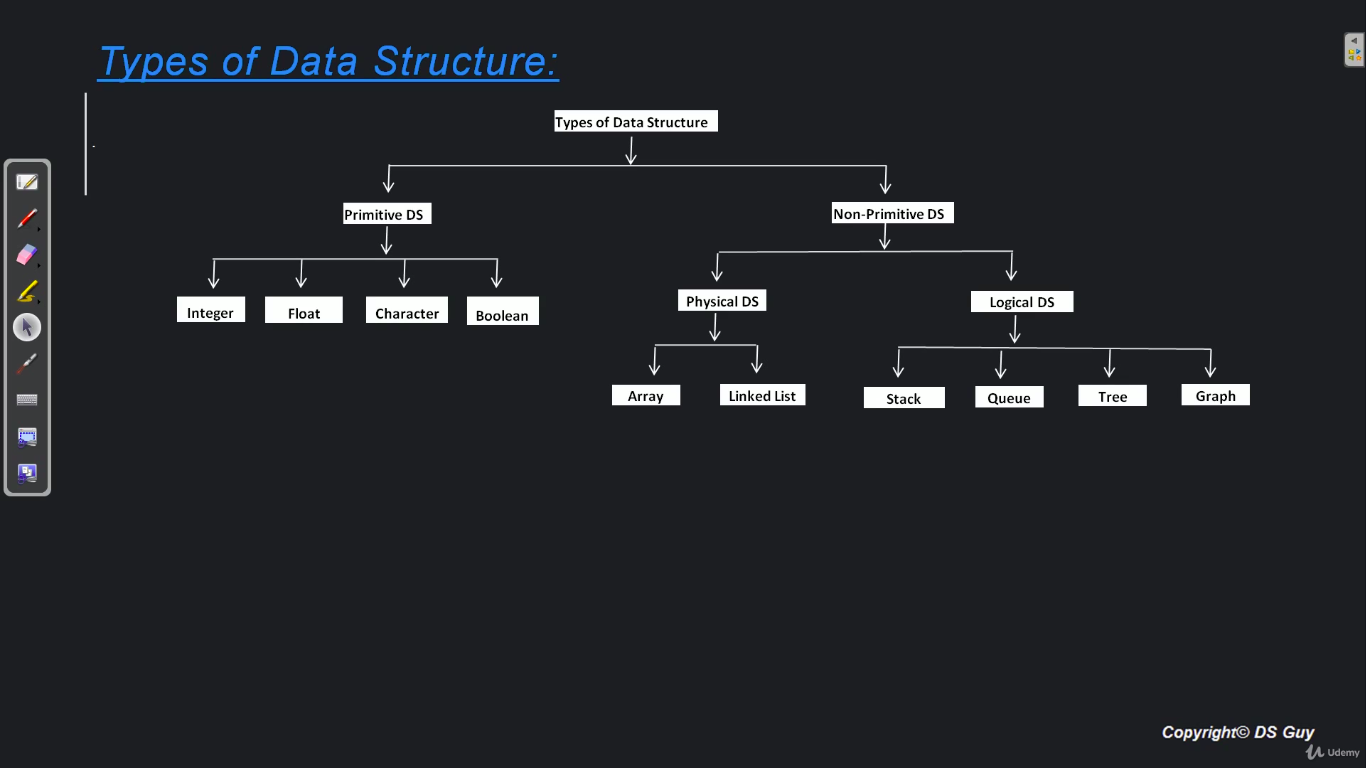 Types of Data Structure:
Types of Data Structure
Primitive DS
Non-Primitive DS
Integer
Float
Character
Boolean
Physical DS
Logical DS
Array
Linked List
Stack
Queue
Tree
Graph
Copyright© DS Guy
Udemy